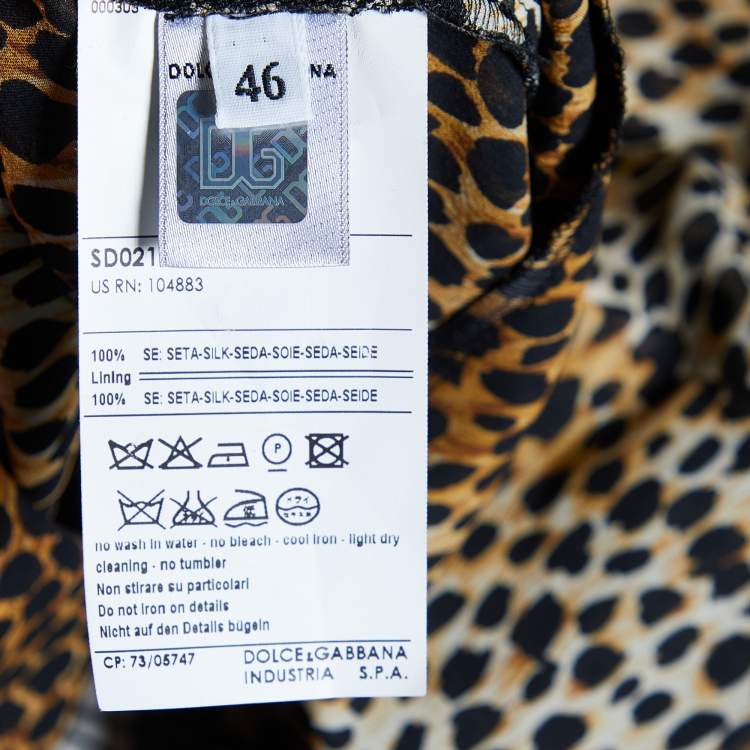 000303
46
DOLCE&GABBANA
SD021
US RN: 104883
100% SE: SETA-SILK-SEDA-SOIE-SEDA-SEIDE
Lining
100% SE: SETA-SILK-SEDA-SOIE-SEDA-SEIDE
P
ドライ
no wash in water - no bleach - cool iron - light dry
cleaning - no tumbler
Non stirare su particolari
Do not iron on details
Nicht auf den Details bügeln
CP: 73/05747
DOLCE&GABBANA
INDUSTRIA S.P.A.